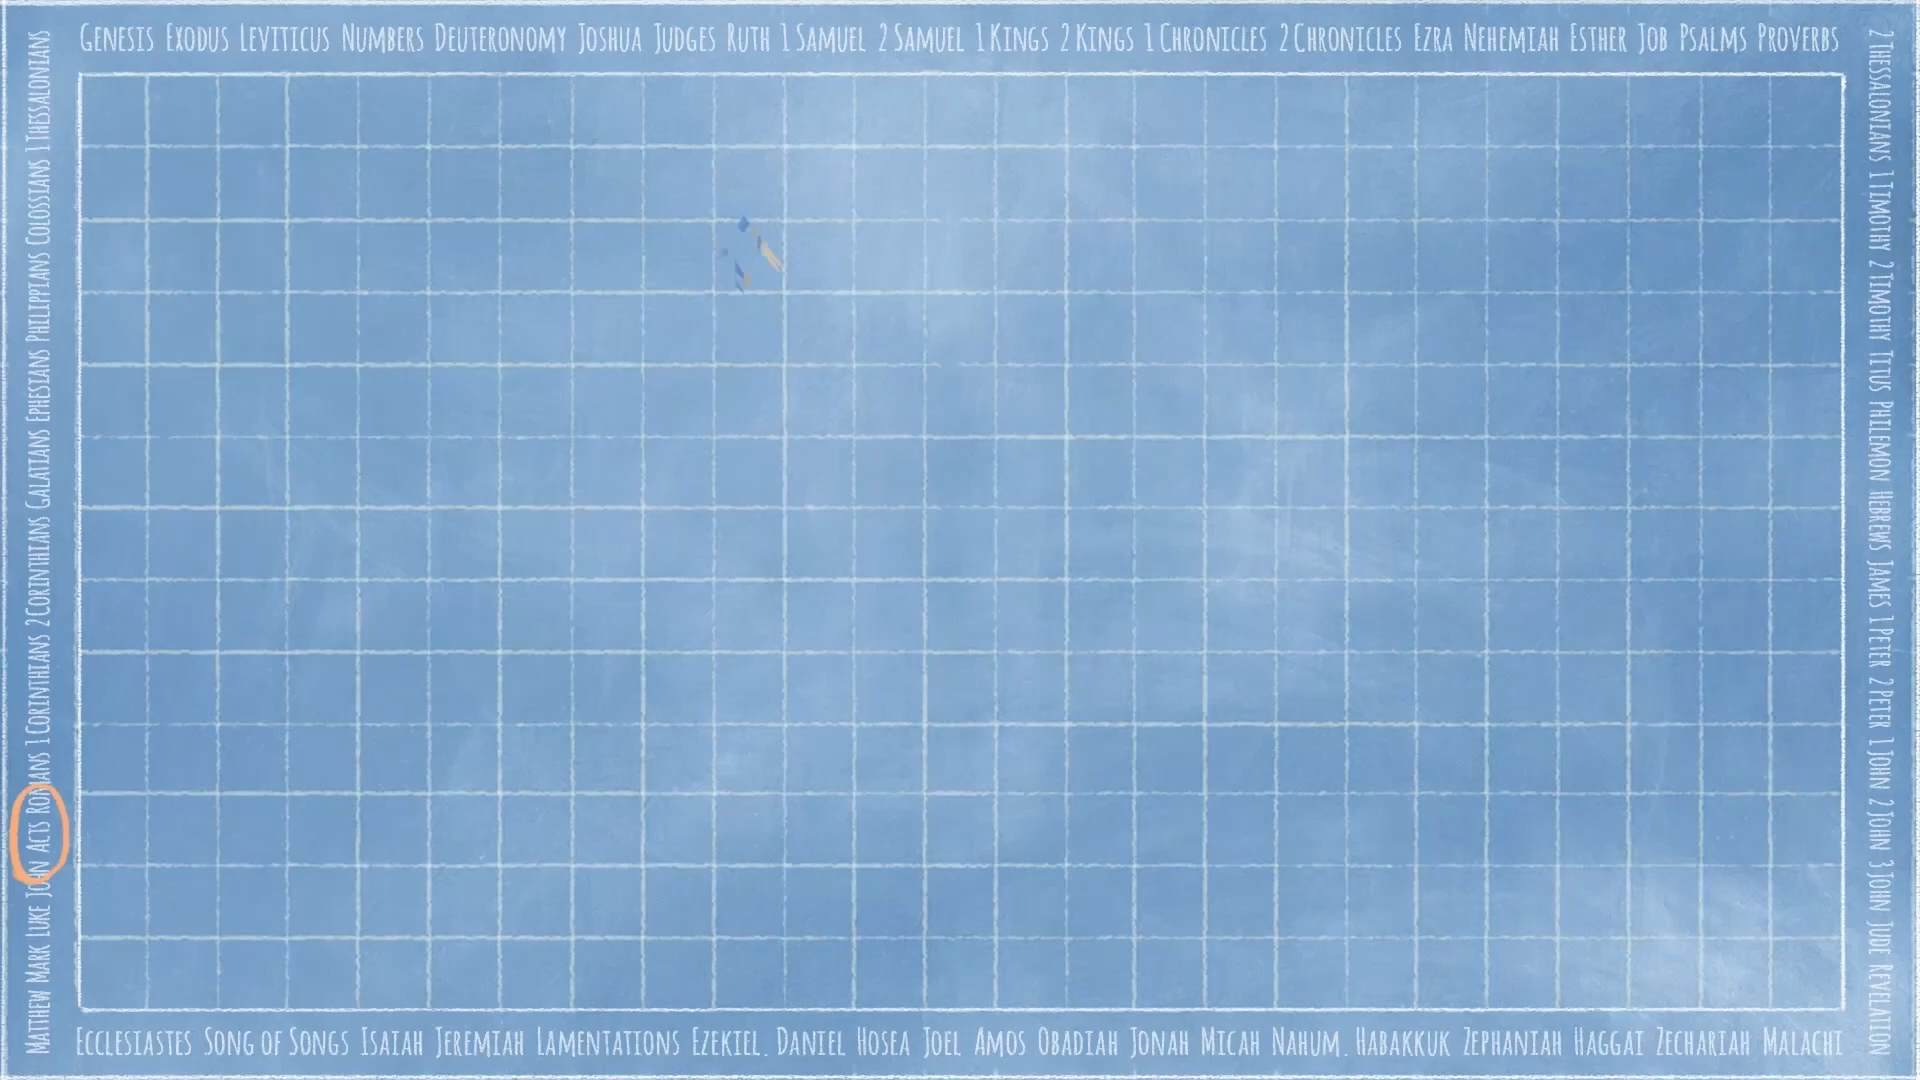 Genesis Exodus Leviticus Numbers Deuteronomy Joshua Judges Ruth 1 Samuel 2 Samuel 1 Kings 2 Kings 1 Chronicles 2 Chronicles Ezra Nehemiah Esther Job Psalms Proverbs
Ecclesiastes Song of Songs Isaiah Jeremiah Lamentations Ezekiel. Daniel Hosea Joel Amos Obadiah Jonah Micah Nahum. Habakkuk Zephaniah Haggai Zechariah Malachi
Matthew Mark Luke John Acts Romans 1 Corinthians 2 Corinthians Galatians Ephesians Philippians Colossians 1 Thessalonians
2 Thessalonians 1 Timothy 2 Timothy Titus Philemon Hebrews James 1 Peter 2 Peter 1 John 2 John 3 John Jude Revelation